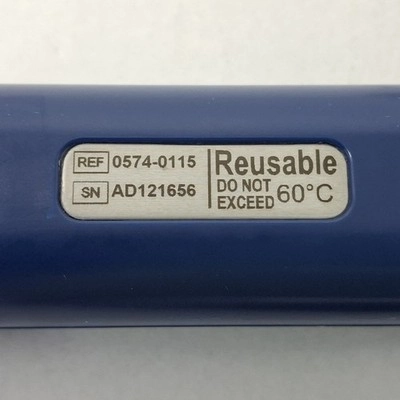 REF 0574-0115
SN AD121656
Reusable
DO NOT
EXCEED 60°C